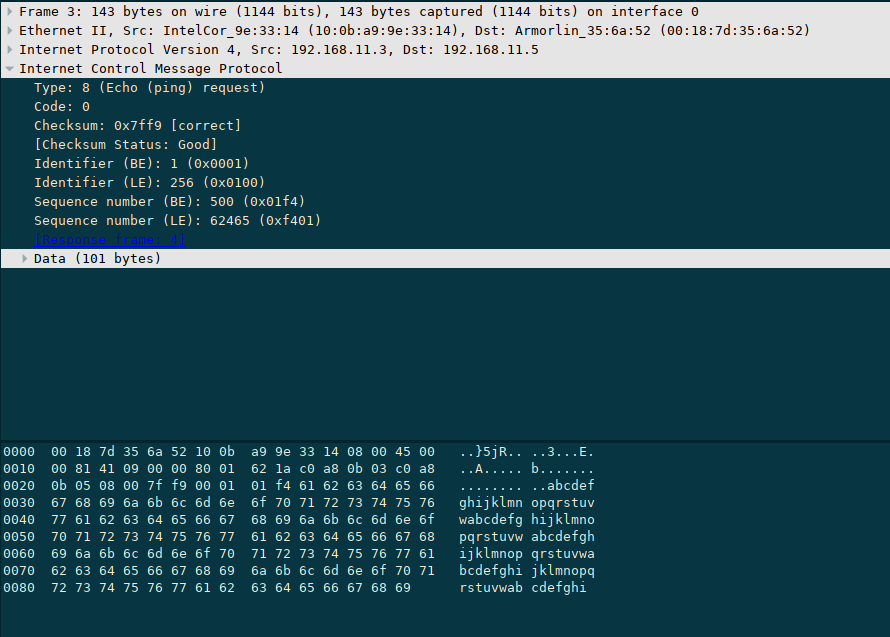 Frame 3: 143 bytes on wire (1144 bits), 143 bytes captured (1144 bits) on interface 0
Ethernet II, Src: IntelCor_9e:33:14 (10:0b:a9:9e:33:14), Dst: Armorlin_35:6a:52 (00:18:7d:35:6a:52)
Internet Protocol Version 4, Src: 192.168.11.3, Dst: 192.168.11.5
Internet Control Message Protocol
Type: 8 (Echo (ping) request)
Code: 0
Checksum: 0x7ff9 [correct]
[Checksum Status: Good]
Identifier (BE): 1 (0x0001)
Identifier (LE): 256 (0x0100)
Sequence number (BE): 500 (0x01f4)
Sequence number (LE): 62465 (0xf401)
[Response frame: 4]
Data (101 bytes)
0000  00 18 7d 35 6a 52 10 0b  a9 9e 33 14 08 00 45 00   ..}5jR.. ..3...E.
0010  00 81 41 09 00 00 80 01  62 1a c0 a8 0b 03 c0 a8   ..A..... b.......
0020  0b 05 08 00 7f f9 00 01  01 f4 61 62 63 64 65 66   ........ ..abcdef
0030  67 68 69 6a 6b 6c 6d 6e  6f 70 71 72 73 74 75 76   ghijklmn opqrstuv
0040  77 61 62 63 64 65 66 67  68 69 6a 6b 6c 6d 6e 6f   wabcdefg hijklmno
0050  70 71 72 73 74 75 76 77  61 62 63 64 65 66 67 68   pqrstuvw abcdefgh
0060  69 6a 6b 6c 6d 6e 6f 70  71 72 73 74 75 76 77 61   ijklmnop qrstuvwa
0070  62 63 64 65 66 67 68 69  6a 6b 6c 6d 6e 6f 70 71   bcdefghi jklmnopq
0080  72 73 74 75 76 77 61 62  63 64 65 66 67 68 69      rstuvwab cdefghi